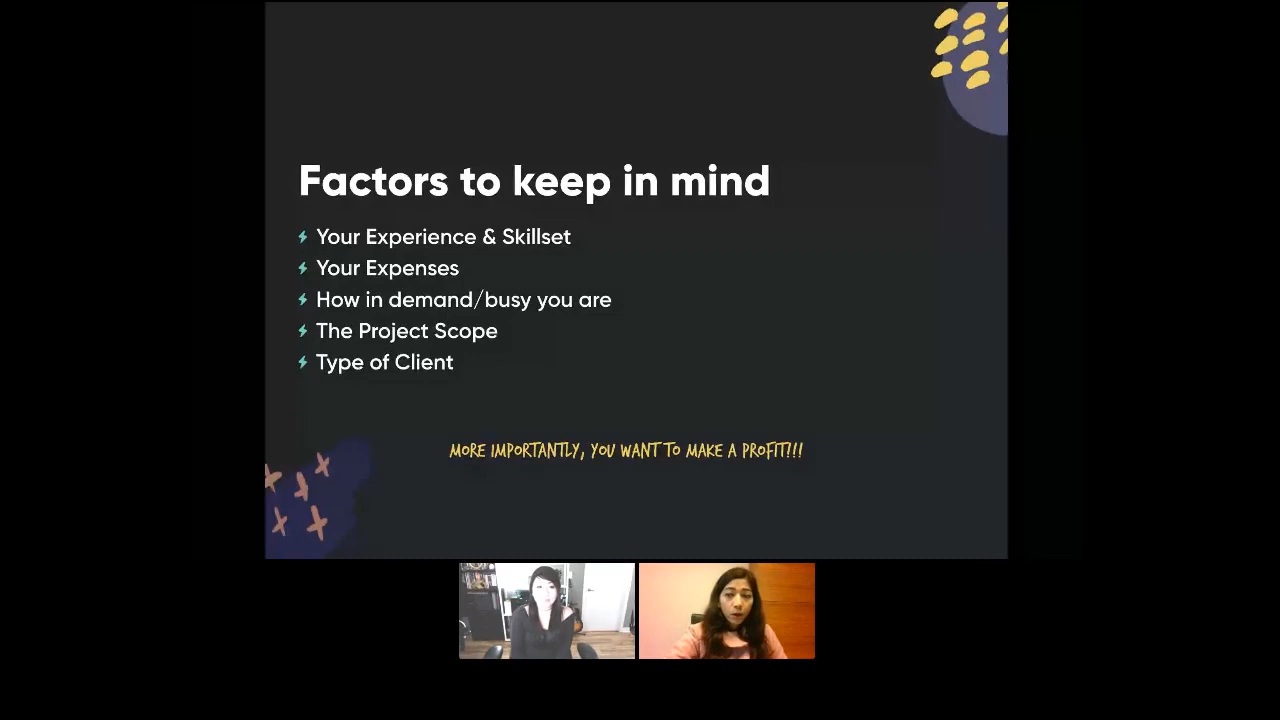 Factors to keep in mind
Your Experience & Skillset
Your Expenses
How in demand/busy you are
The Project Scope
Type of Client
MORE IMPORTANTLY, YOU WANT TO MAKE A PROFIT!!!